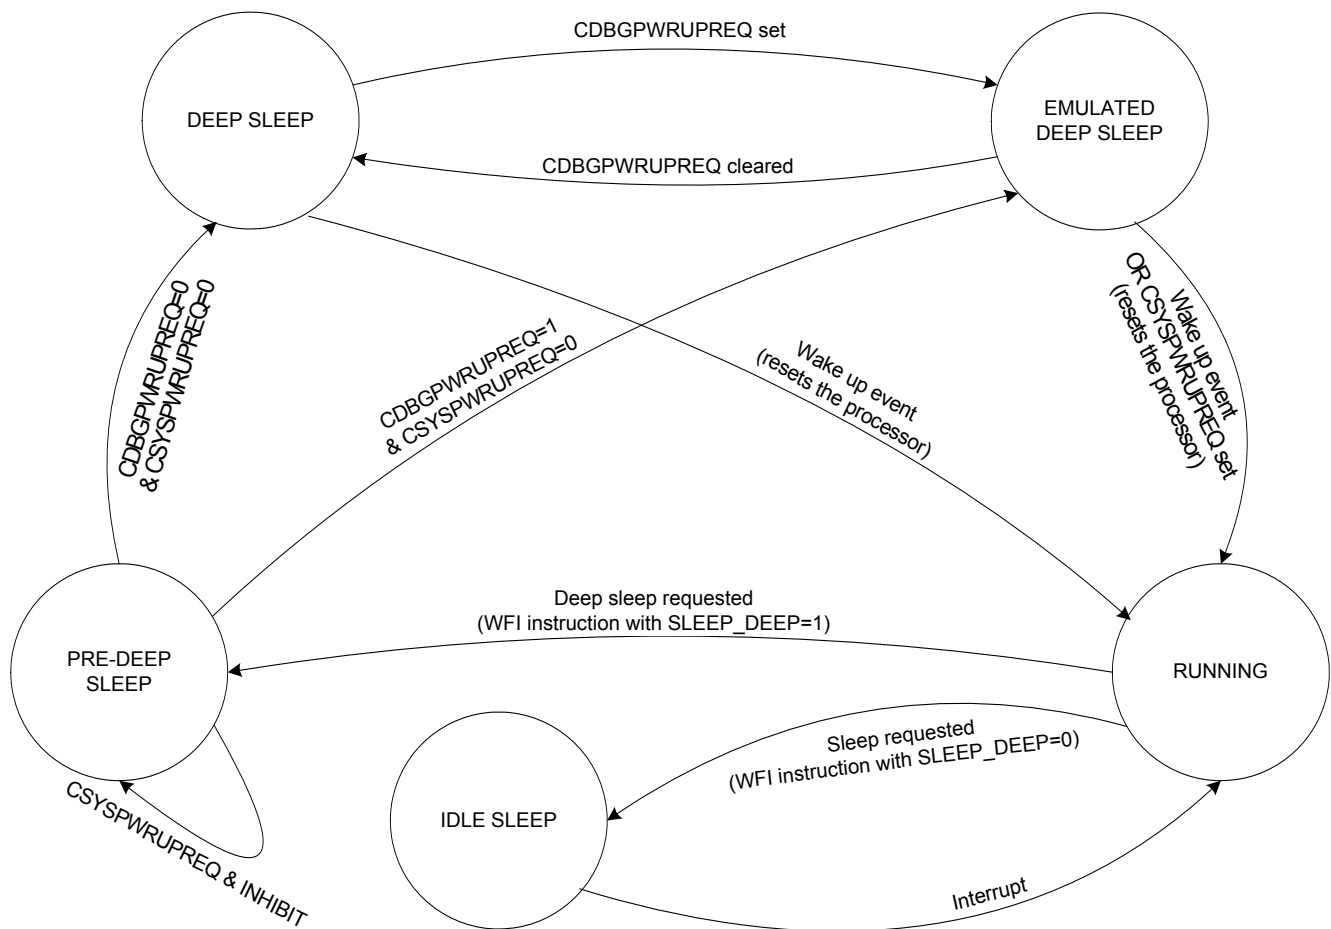 CDBGPWRUPREQ set
DEEP SLEEP
EMULATED
DEEP SLEEP
CDBGPWRUPREQ cleared
CDBGPWRUPREQ=0
& CSYSPWRUPREQ=0
CDBGPWRUPREQ=1
& CSYSPWRUPREQ=0
Wake up event
(resets the processor)
Wake up event
OR CSYSPWRUPREQ set
(resets the processor)
Deep sleep requested
(WFI instruction with SLEEP_DEEP=1)
PRE-DEEP
SLEEP
RUNNING
Sleep requested
(WFI instruction with SLEEP_DEEP=0)
IDLE SLEEP
CSYSPWRUPREQ & INHIBIT
Interrupt